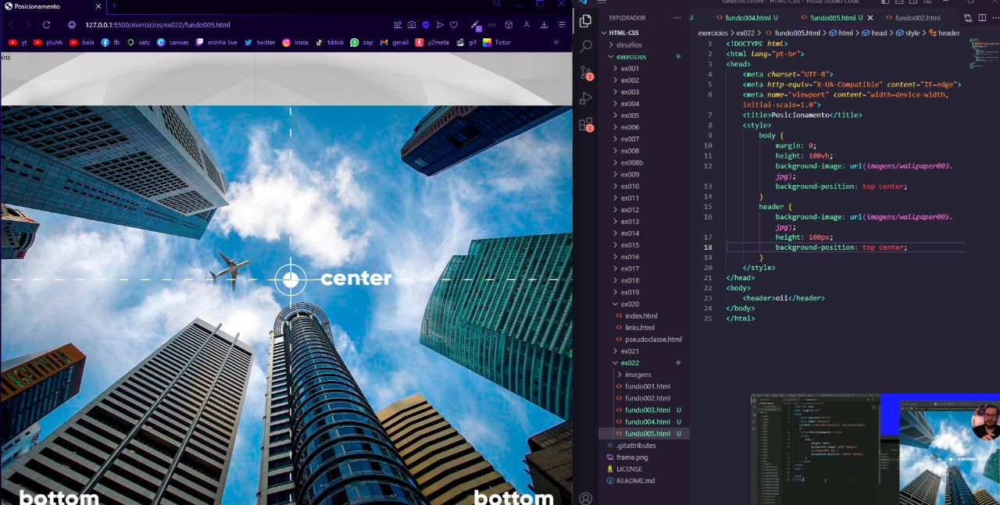 Posicionamento
127.0.0.1:5500/exercicios/ex022/fundo005.html
yt
pluhh
bala
fb
satc
canvas
minha live
twitter
insta
tiktok
zap
gmail
y2meta
gif
Fotor
»
oii
center
bottom
bottom
fundo005.html - HTML-CSS - Visual Studio Code
EXPLORADOR
HTML-CSS
desafios
exercicios
ex001
ex002
ex003
ex004
ex005
ex006
ex007
ex008
ex008b
ex009
ex010
ex011
ex012
ex013
ex014
ex015
ex016
ex017
ex018
ex019
ex020
index.html
links.html
pseudoclasse.html
ex021
ex022
imagens
fundo001.html
fundo002.html
fundo003.html U
fundo004.html U
fundo005.html U
.gitattributes
frame.png
LICENSE
README.md
3
2
U
fundo004.html U
fundo005.html U
fundo002.html
exercicios > ex022 > fundo005.html > html > head > style > header
1 <!DOCTYPE html>
2 <html lang="pt-br">
3 <head>
4 <meta charset="UTF-8">
5 <meta http-equiv="X-UA-Compatible" content="IE=edge">
6 <meta name="viewport" content="width=device-width,
initial-scale=1.0">
7 <title>Posicionamento</title>
8 <style>
9 body {
10 margin: 0;
11 height: 100vh;
12 background-image: url(imagens/wallpaper003.
jpg);
13 background-position: top center;
14 }
15 header {
16 background-image: url(imagens/wallpaper005.
jpg);
17 height: 100px;
18 background-position: top center;
19 }
20 </style>
21 </head>
22 <body>
23 <header>oii</header>
24 </body>
25 </html>
center